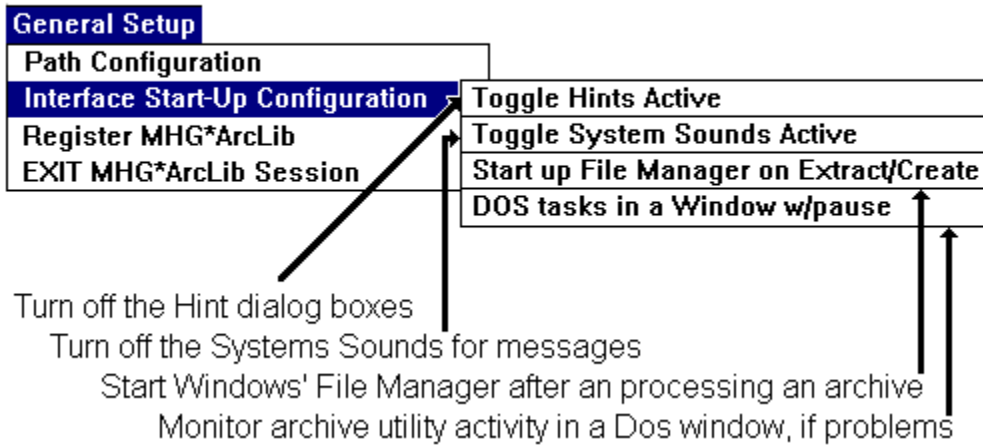 General Setup
Path Configuration
Interface Start-Up Configuration
Register MHG*ArcLib
EXIT MHG*ArcLib Session
Toggle Hints Active
Toggle System Sounds Active
Start up File Manager on Extract/Create
DOS tasks in a Window w/pause
Turn off the Hint dialog boxes
Turn off the Systems Sounds for messages
Start Windows' File Manager after an processing an archive
Monitor archive utility activity in a Dos window, if problems